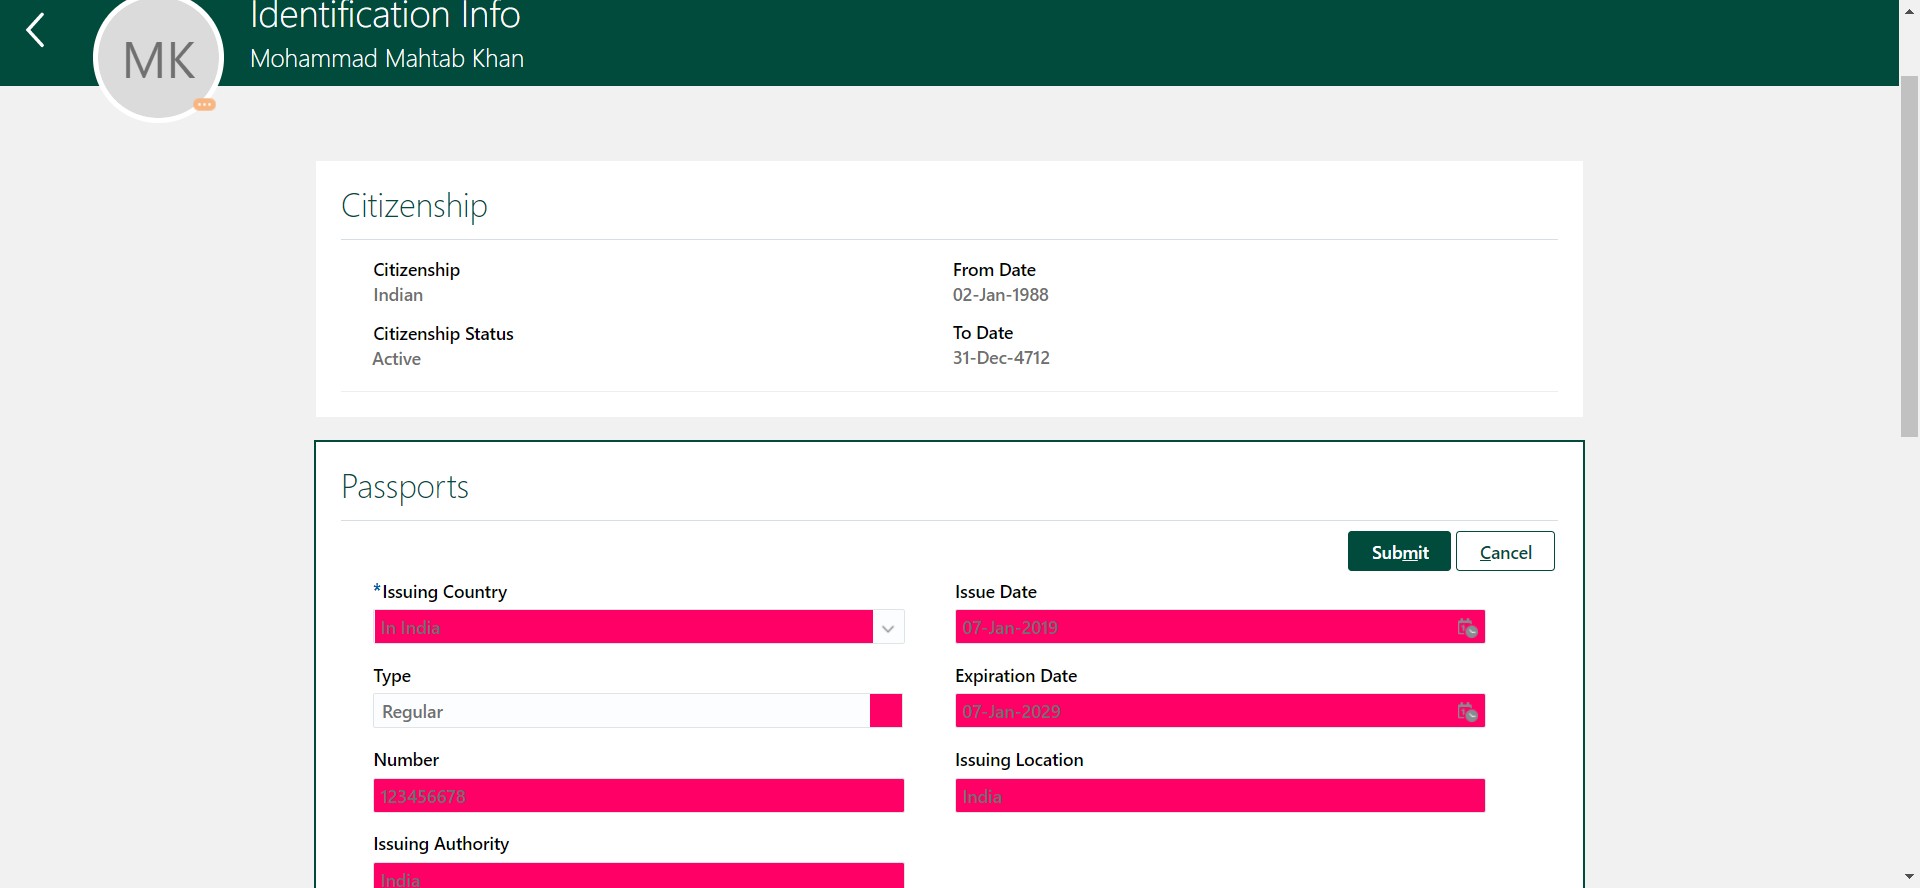 Identification Info
MK
Mohammad Mahtab Khan
Citizenship
Citizenship
Indian
From Date
02-Jan-1988
Citizenship Status
Active
To Date
31-Dec-4712
Passports
Submit
Cancel
*Issuing Country
In India
Issue Date
07-Jan-2019
Type
Regular
Expiration Date
07-Jan-2029
Number
123456678
Issuing Location
India
Issuing Authority
India